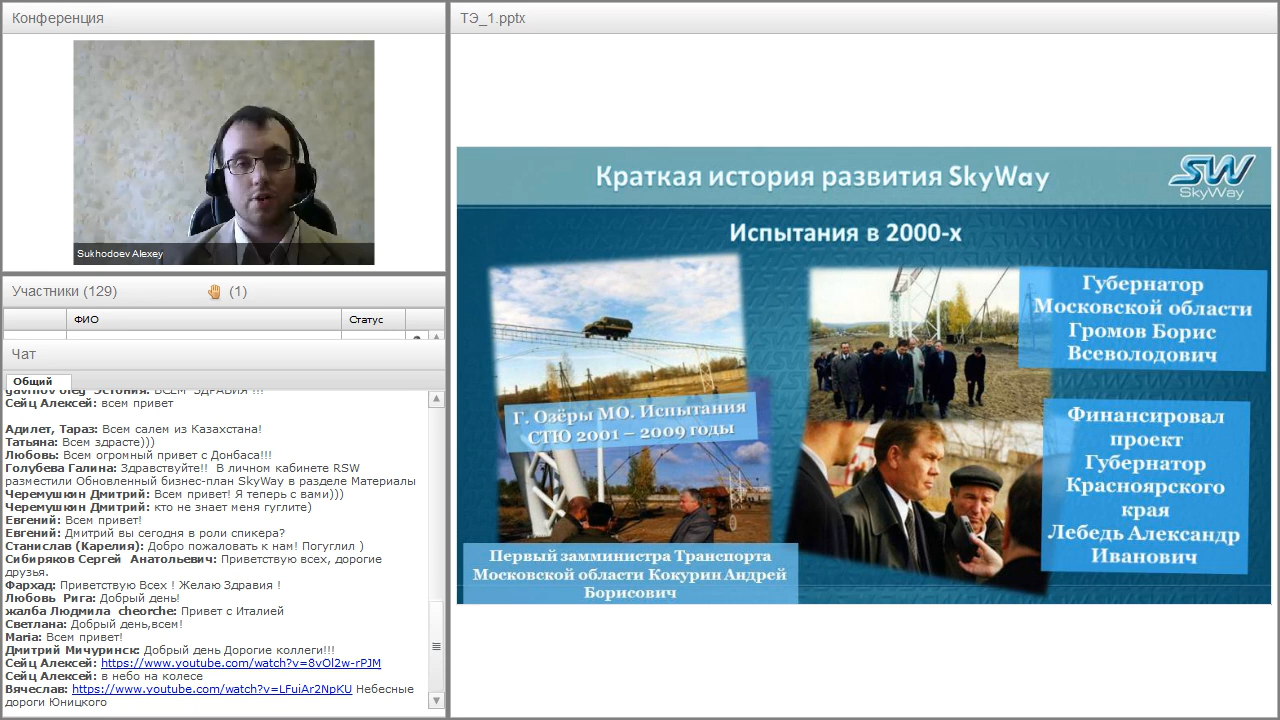 Конференция
Sukhodoev Alexey
Участники (129)
(1)
ФИО
Статус
Чат
Общий
Сейц Алексей: всем привет
Адилет, Тараз: Всем салем из Казахстана!
Татьяна: Всем здрасте)))
Любовь: Всем огромный привет с Донбаса!!!
Голубева Галина: Здравствуйте!! В личном кабинете RSW
разместили Обновленный бизнес-план SkyWay в разделе Материалы
Черемушкин Дмитрий: Всем привет! Я теперь с вами)))
Черемушкин Дмитрий: кто не знает меня гуглите)
Евгений: Всем привет!
Евгений: Дмитрий вы сегодня в роли спикера?
Станислав (Карелия): Добро пожаловать к нам! Погуглил )
Сибиряков Сергей Анатольевич: Приветствую всех, дорогие
друзья.
Фархад: Приветствую Всех ! Желаю Здравия !
Любовь Рига: Добрый день!
жалба Людмила cheorche: Привет с Италией
Светлана: Добрый день,всем!
Maria: Всем привет!
Дмитрий Мичуринск: Добрый день Дорогие коллеги!!!
Сейц Алексей: https://www.youtube.com/watch?v=8vOl2w-rPJM
Сейц Алексей: в небо на колесе
Вячеслав: https://www.youtube.com/watch?v=LFuiAr2NpKU Небесные
дороги Юницкого
ТЭ_1.pptx
Краткая история развития SkyWay
SW
SkyWay
Испытания в 2000-х
Г. Озёры МО. Испытания
СТЮ 2001 – 2009 годы
Первый замминистра Транспорта
Московской области Кокурин Андрей
Борисович
Губернатор
Московской области
Громов Борис
Всеволодович
Финансировал
проект
Губернатор
Красноярского
края
Лебедь Александр
Иванович